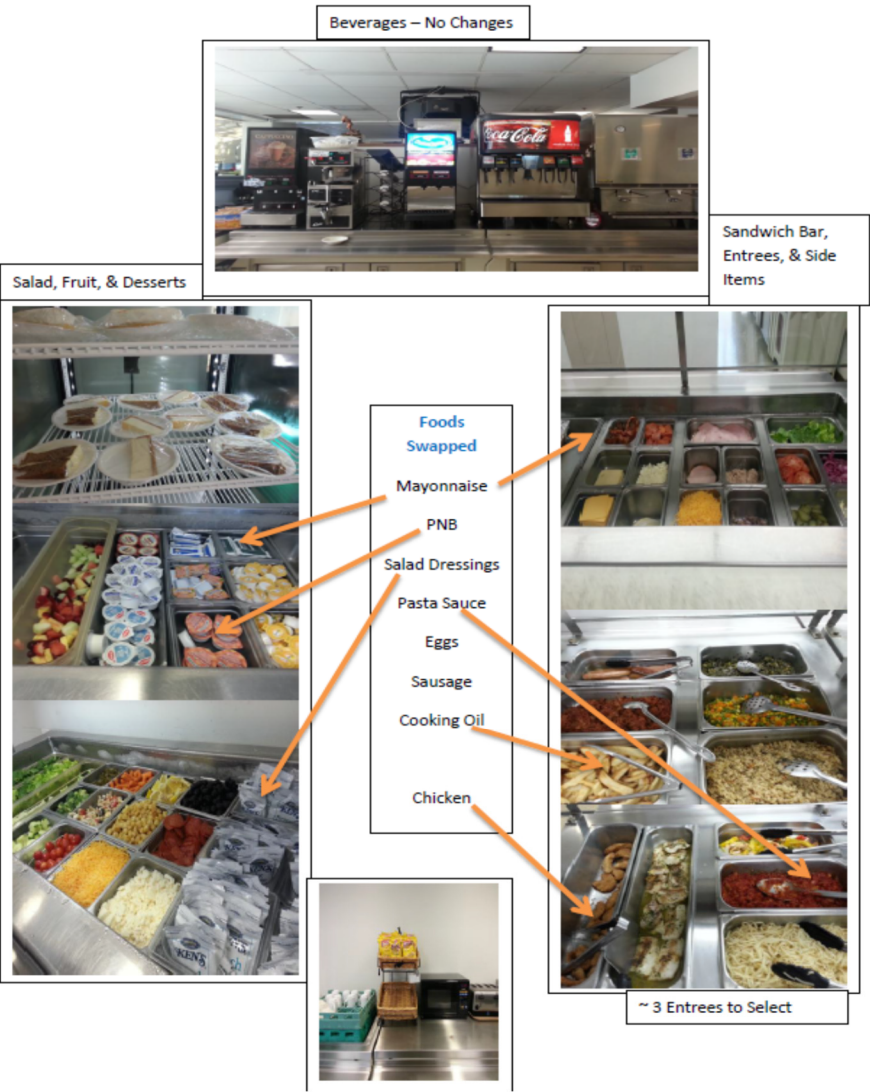 Beverages – No Changes
Coca-Cola
Sandwich Bar,
Entrees, & Side
Items
Salad, Fruit, & Desserts
Foods
Swapped
Mayonnaise
PNB
Salad Dressings
Pasta Sauce
Eggs
Sausage
Cooking Oil
Chicken
KEN'S
~ 3 Entrees to Select